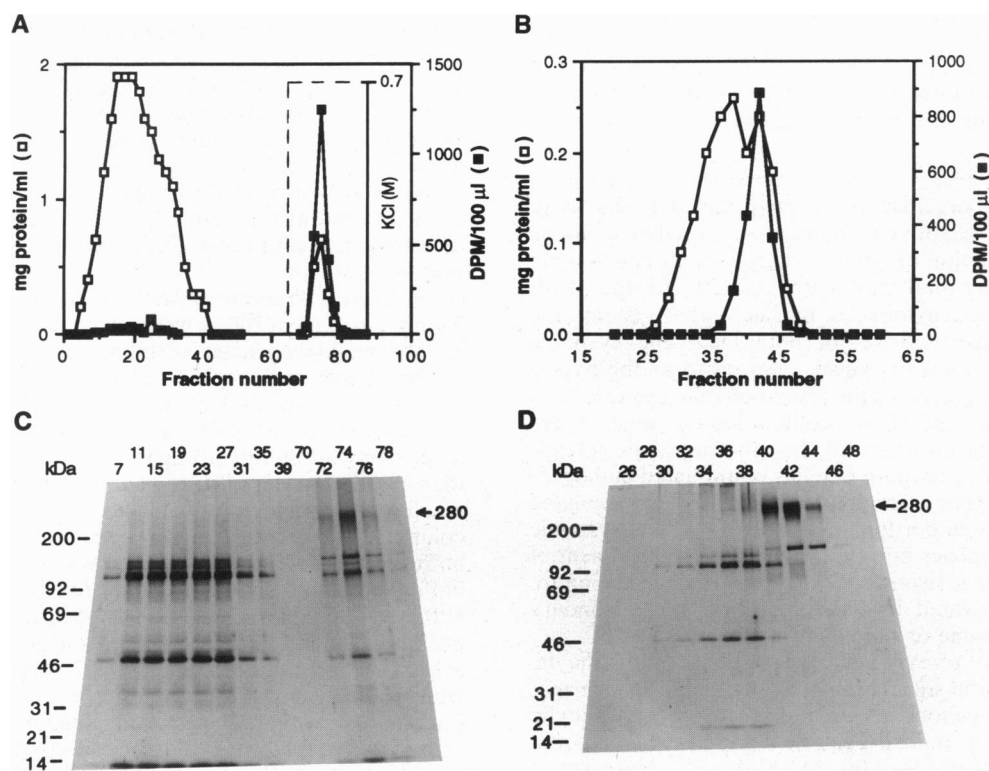 A
mg protein/ml (□)
2
1
0
0 20 40 60 80 100
Fraction number
0.7
KCl (M)
1500
1000
500
0
DPM/100 µl (■)
B
mg protein/ml (□)
0.3
0.2
0.1
0.0
15 25 35 45 55 65
Fraction number
1000
800
600
400
200
0
DPM/100 µl (■)
C
11 19 27 35 70 74 78
kDa 7 15 23 31 39 72 76
280
200
92
69
46
31
21
14
D
28 32 36 40 44 48
kDa 26 30 34 38 42 46
280
200
92
69
46
31
21
14